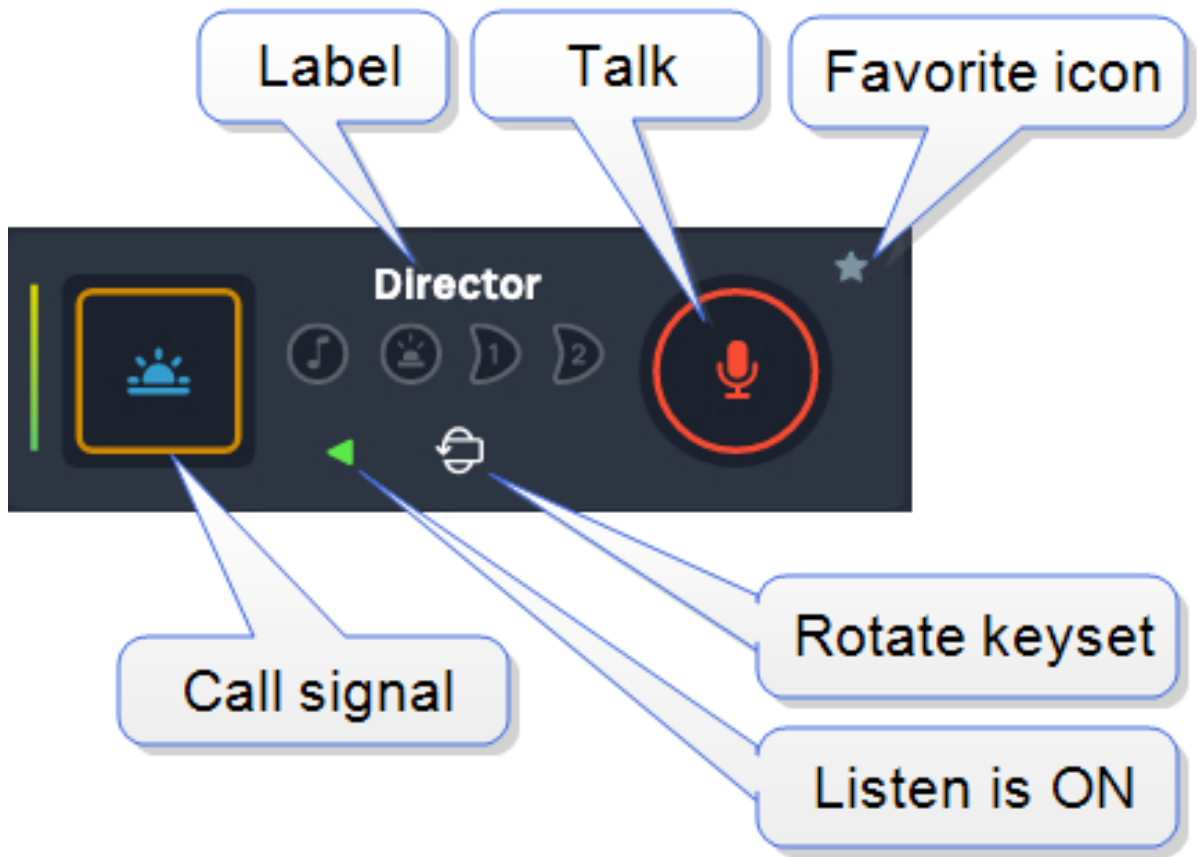 Label
Talk
Favorite icon
Director
1
2
Rotate keyset
Call signal
Listen is ON